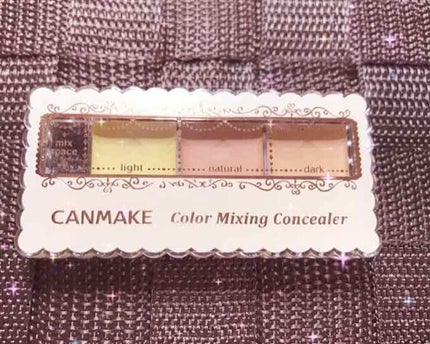 mix
space
light
natural
dark
CANMAKE Color Mixing Concealer